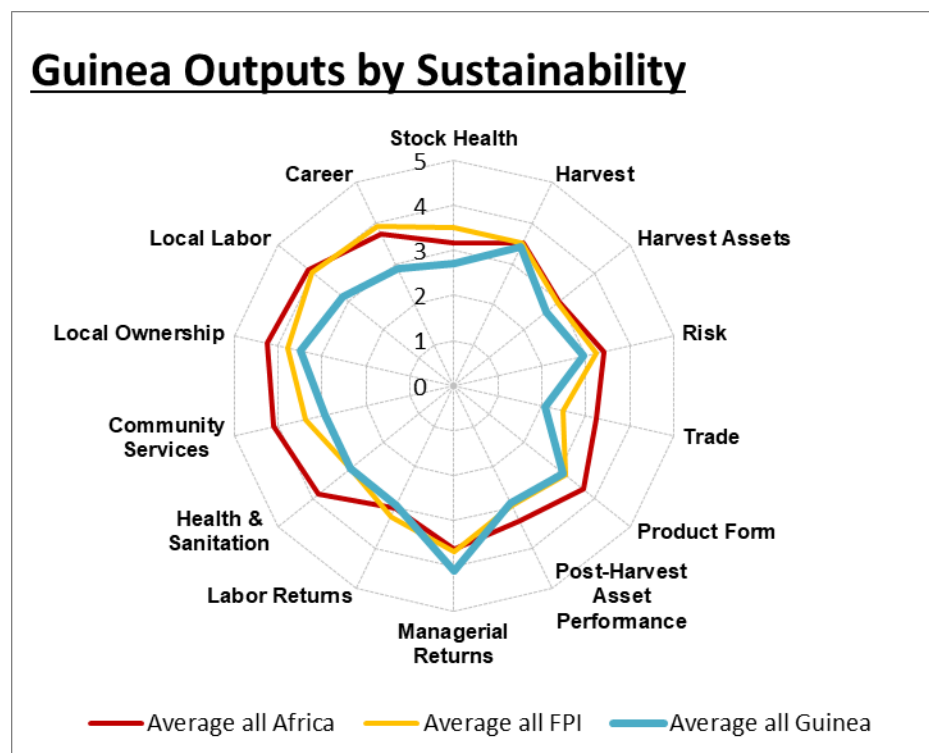 Guinea Outputs by Sustainability
Stock Health
Harvest
Harvest Assets
Risk
Trade
Product Form
Post-Harvest
Asset
Performance
Managerial
Returns
Labor Returns
Health &
Sanitation
Community
Services
Local Ownership
Local Labor
Career
5
4
3
2
1
0
Average all Africa
Average all FPI
Average all Guinea